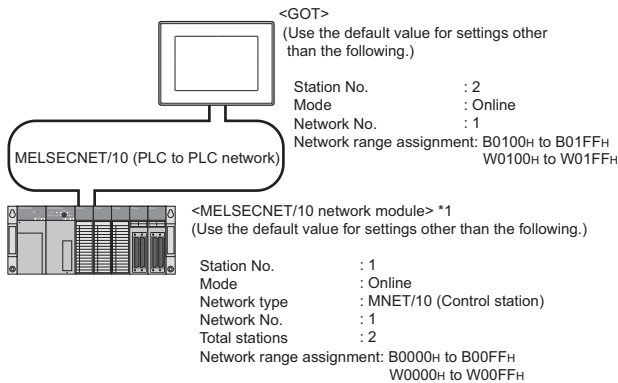 <GOT>
(Use the default value for settings other
than the following.)
Station No. : 2
Mode : Online
Network No. : 1
Network range assignment: B0100H to B01FFH
W0100H to W01FFH
MELSECNET/10 (PLC to PLC network)
<MELSECNET/10 network module> *1
(Use the default value for settings other than the following.)
Station No. : 1
Mode : Online
Network type : MNET/10 (Control station)
Network No. : 1
Total stations : 2
Network range assignment: B0000H to B00FFH
W0000H to W00FFH